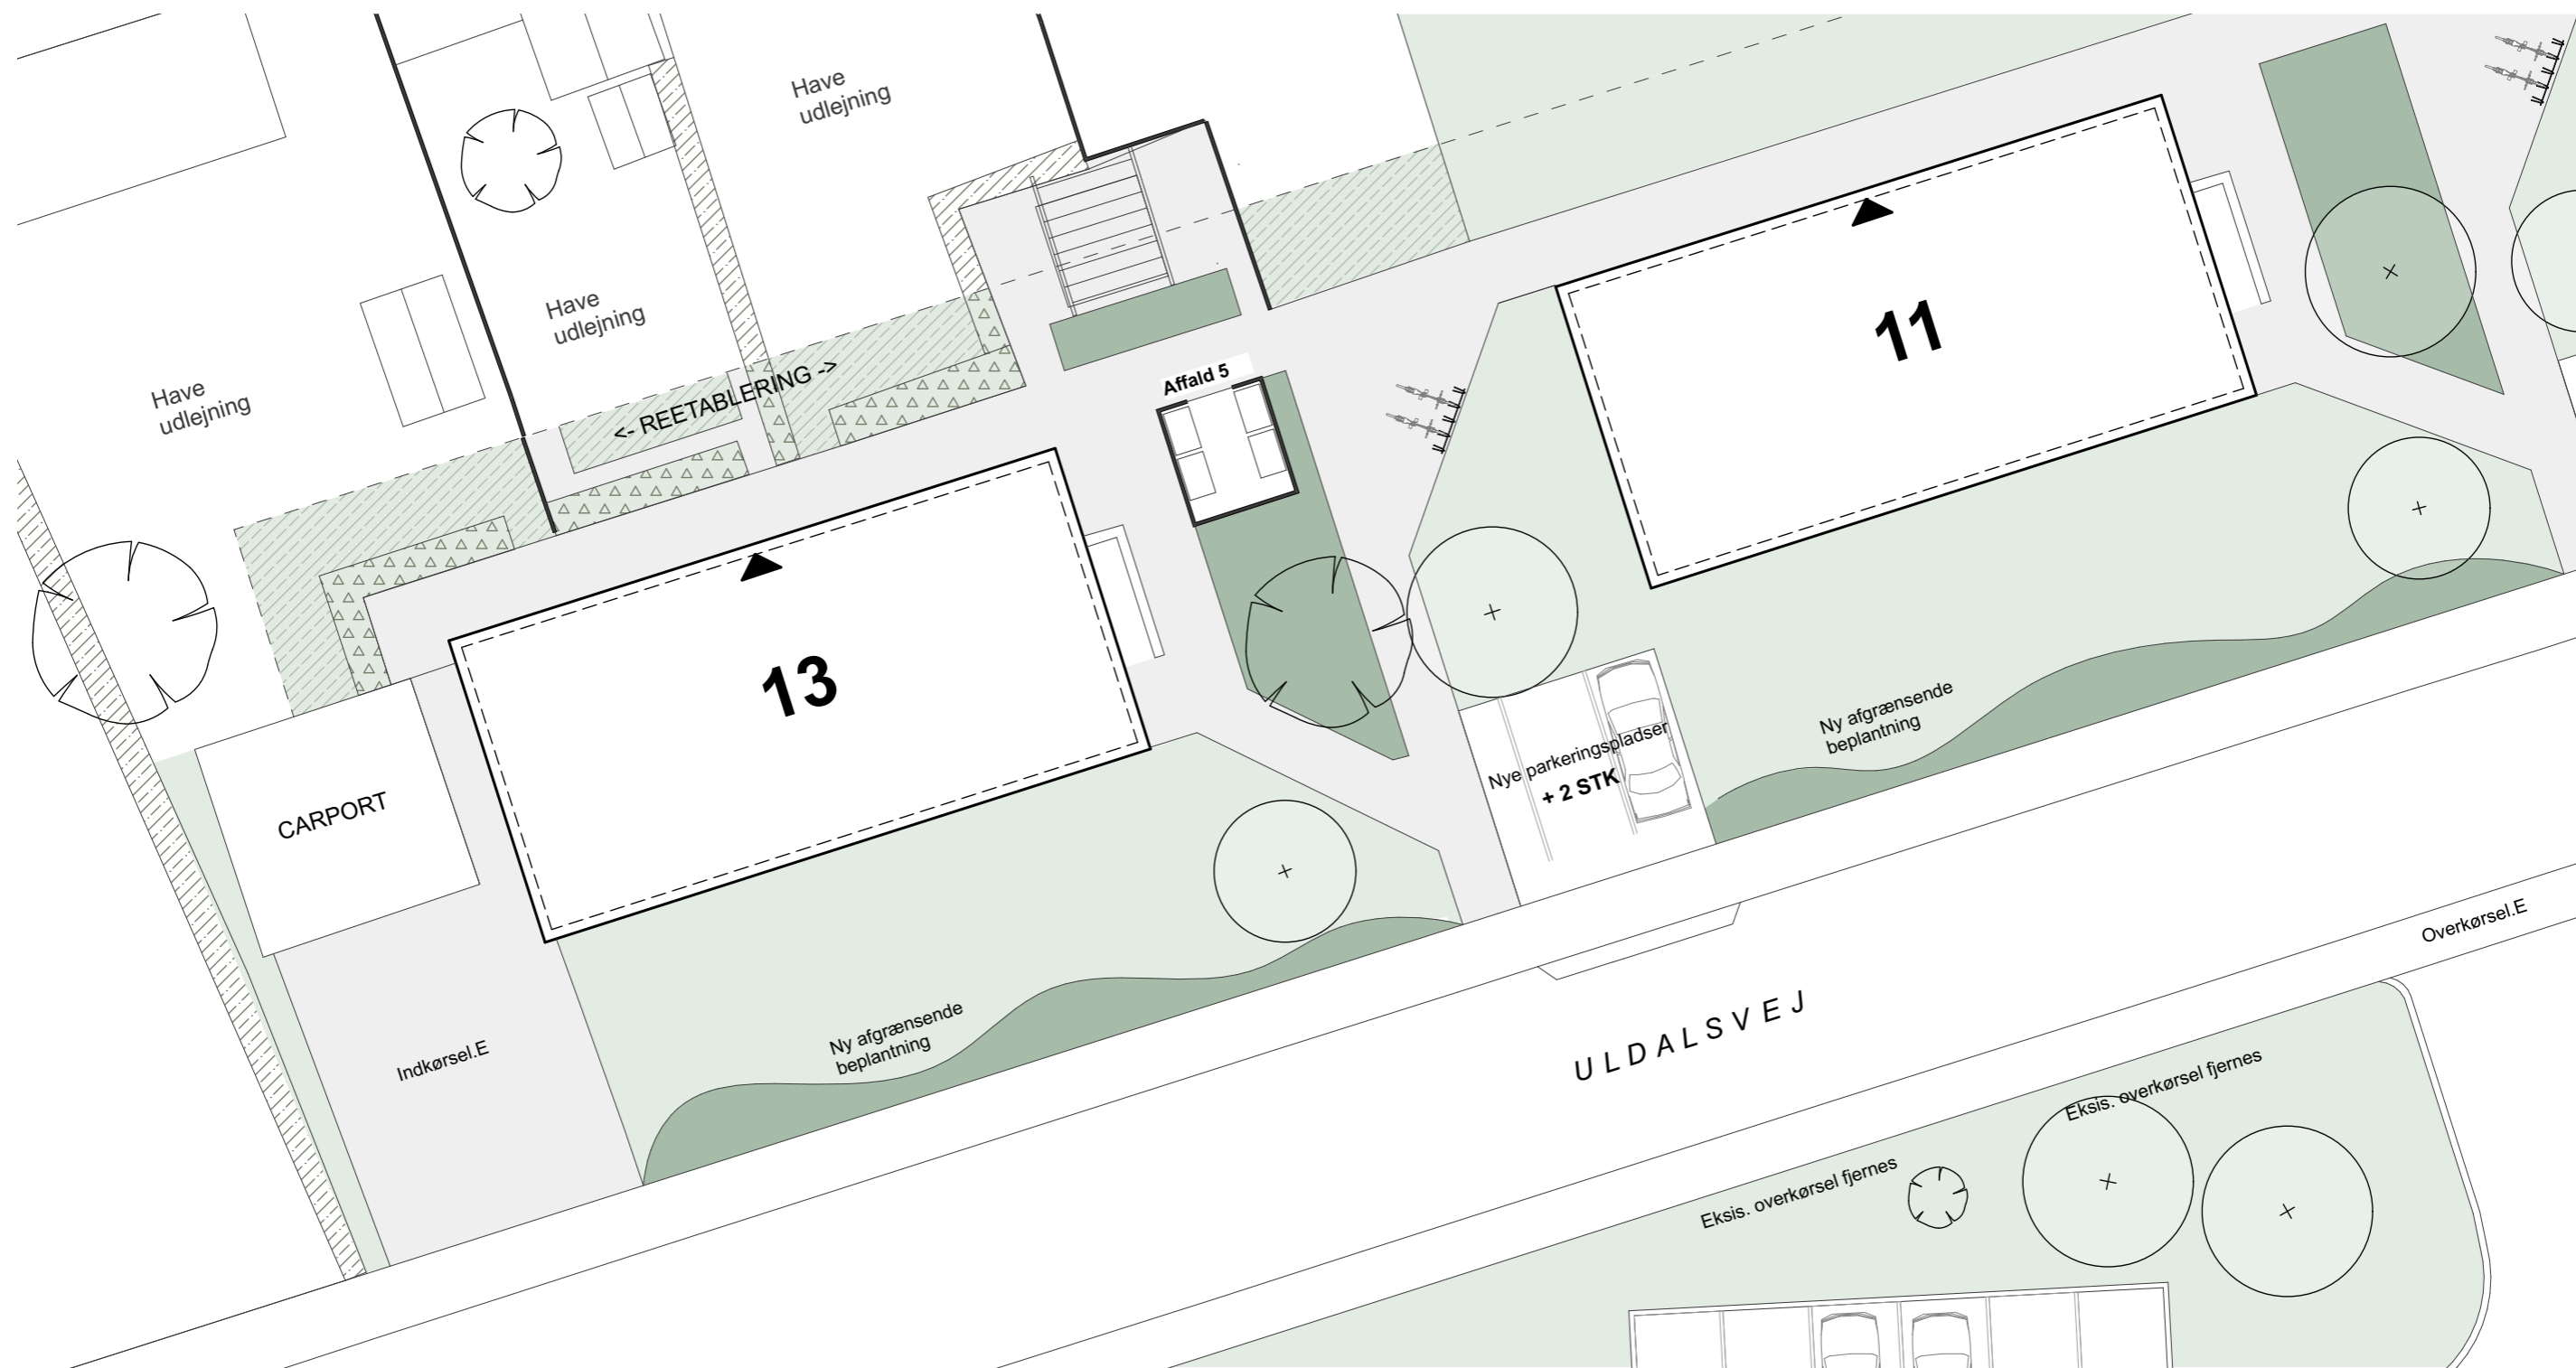 Have
udlejning
Have
udlejning
Have
udlejning
<- REETABLERING ->
Affald 5
11
13
CARPORT
Nye parkeringspladser
+ 2 STK
Ny afgrænsende
beplantning
Ny afgrænsende
beplantning
Indkørsel.E
Overkørsel.E
ULDALSVEJ
Eksis. overkørsel fjernes
Eksis. overkørsel fjernes